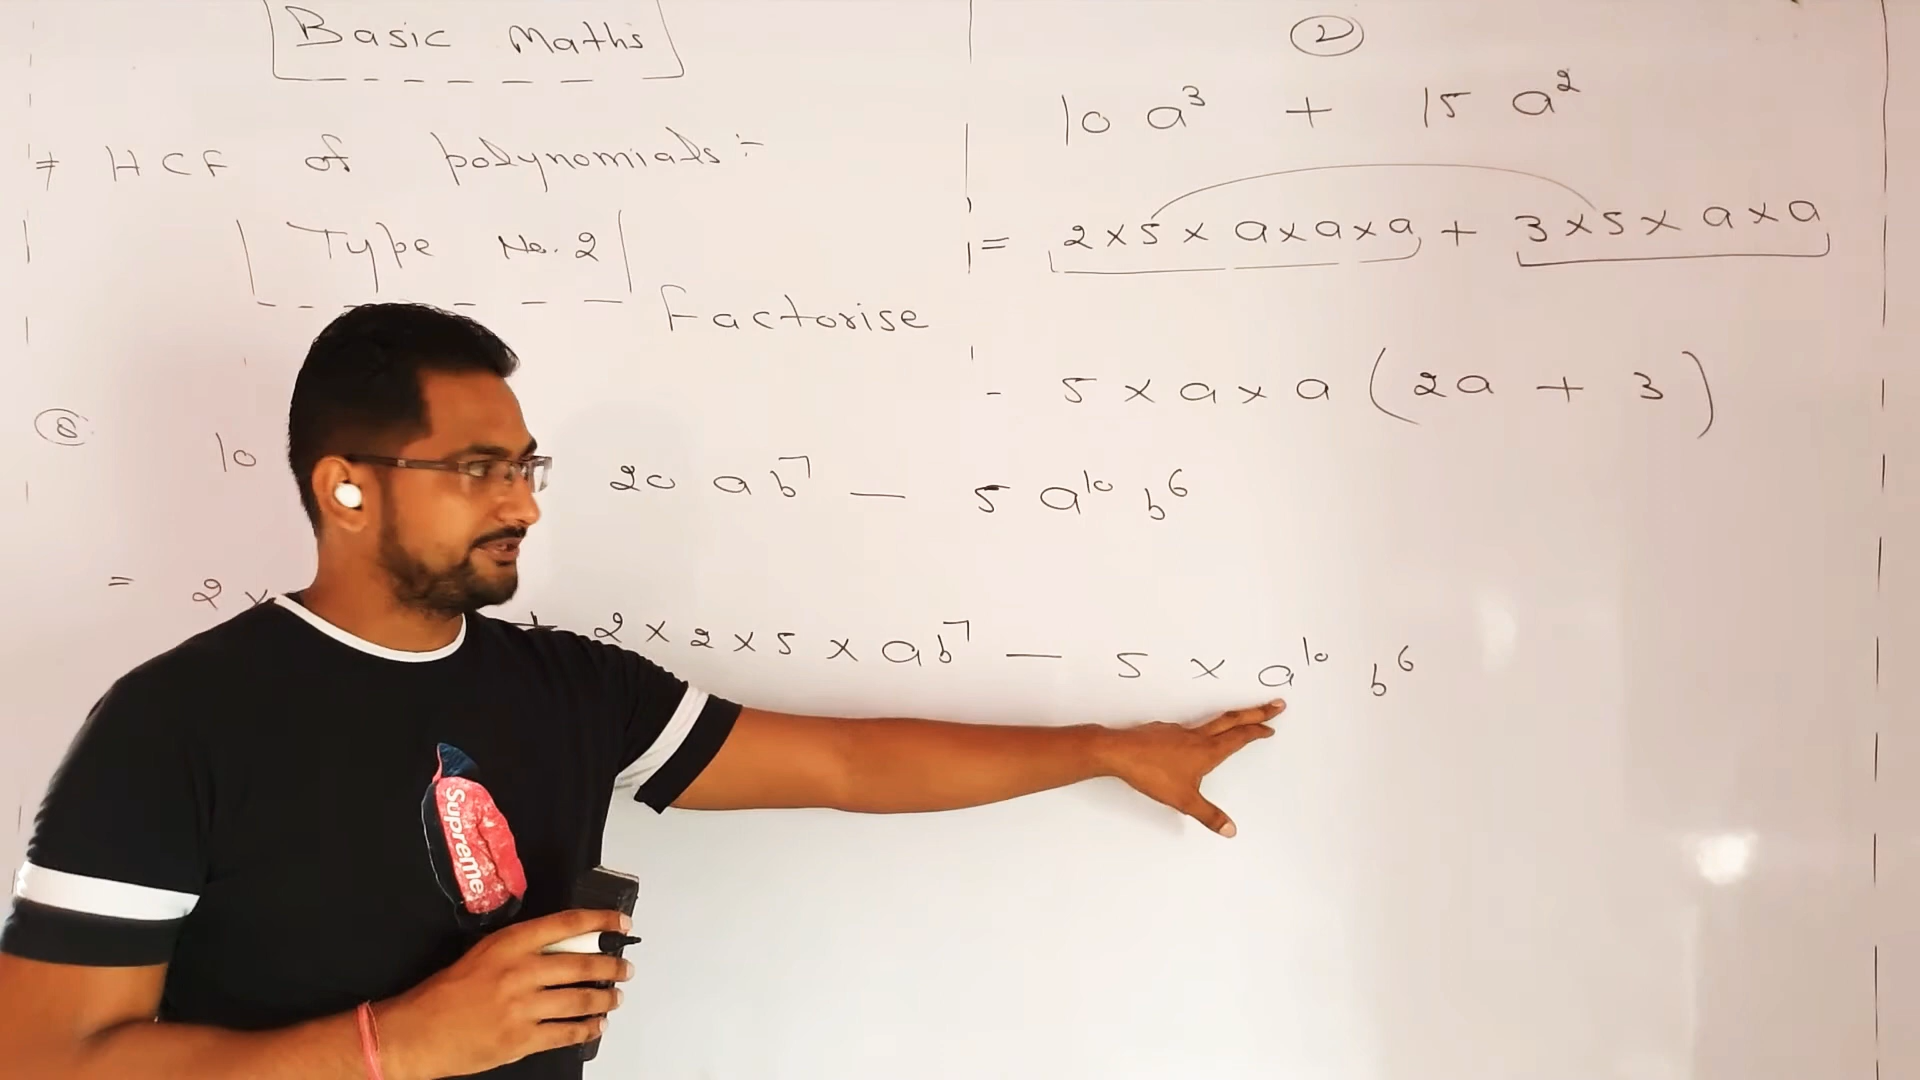 Basic Maths
⇒ HCF of polynomials :-
Type No. 2
Factorise
②
10 a³ + 15 a²
= 2 × 5 × a × a × a + 3 × 5 × a × a
- 5 × a × a ( 2a + 3 )
⑧ 10 20 ab⁷ — 5 a¹⁰ b⁶
= 2 × + 2 × 2 × 5 × ab⁷ — 5 × a¹⁰ b⁶
Supreme